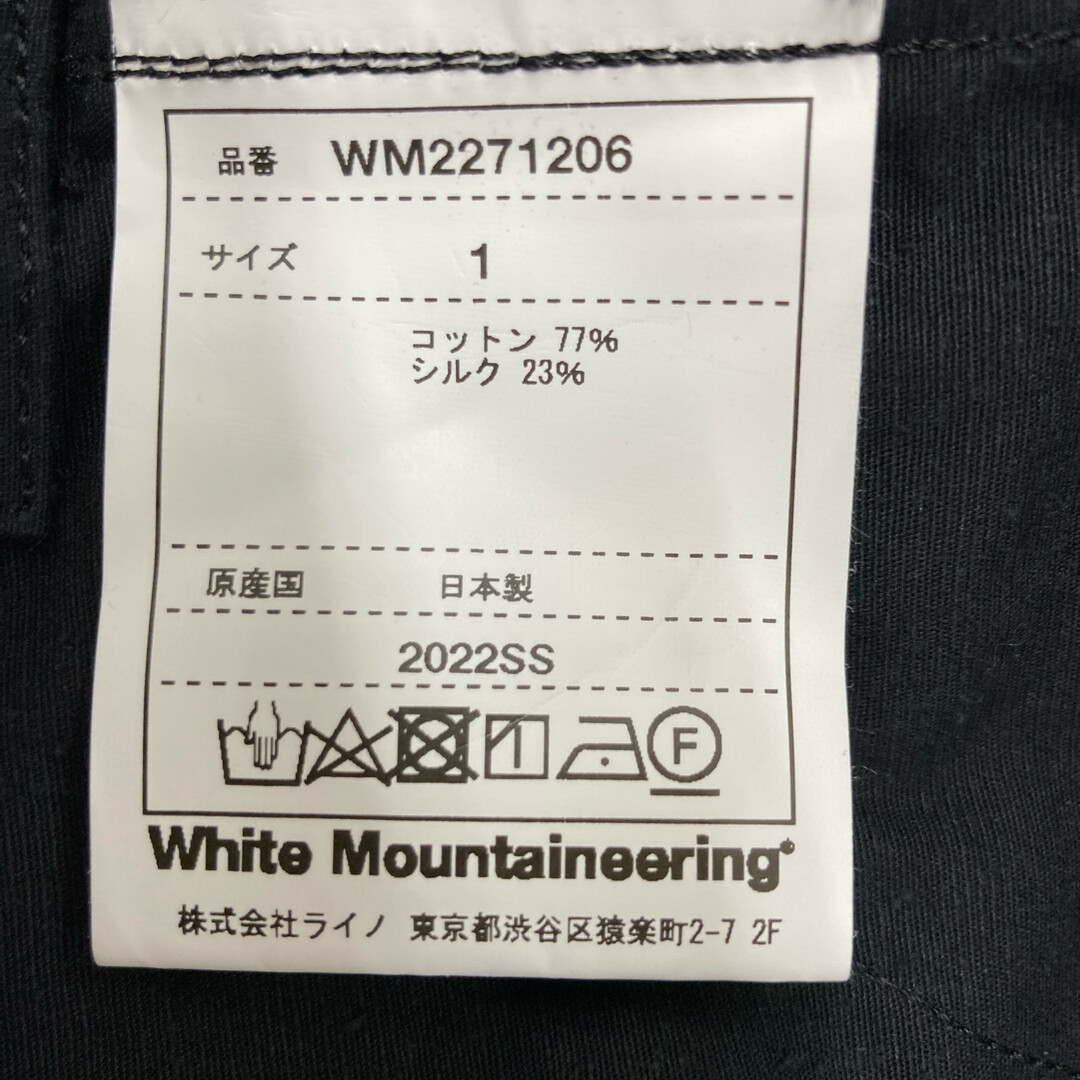 品番 WM2271206
サイズ 1
コットン 77%
シルク 23%
原産国 日本製
2022SS
F
White Mountaineering
株式会社ライノ 東京都渋谷区猿楽町2-7 2F